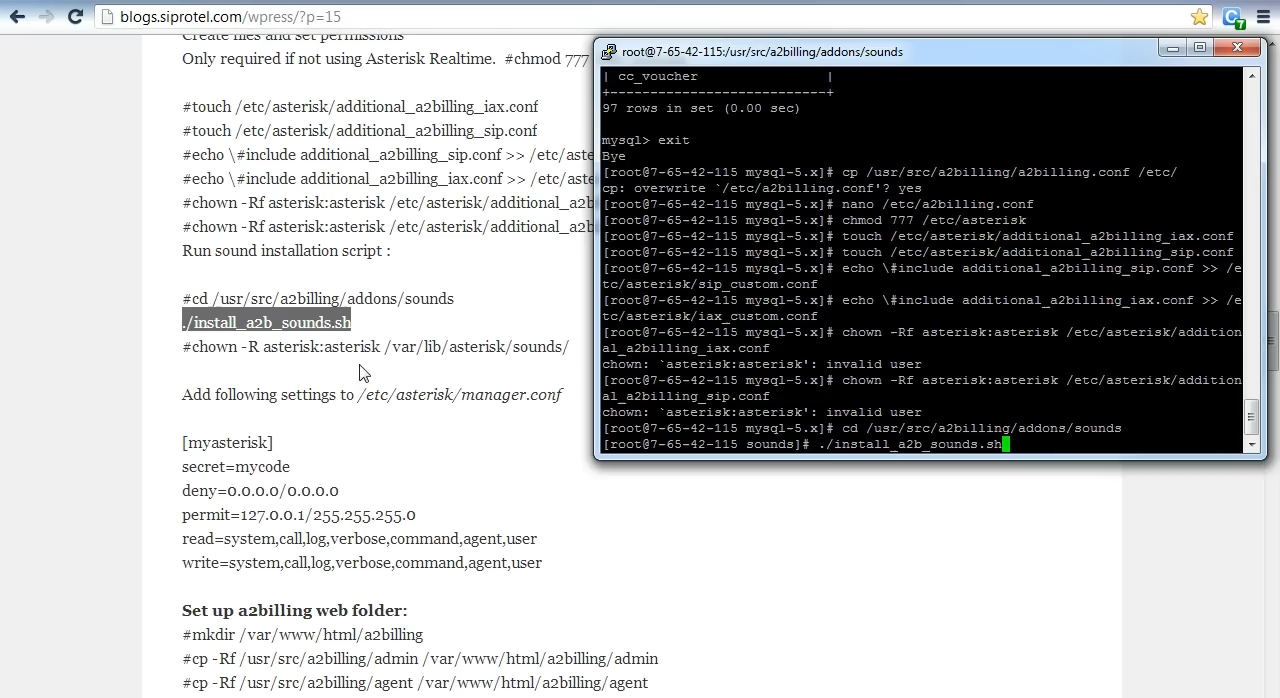 blogs.siprotel.com/wpress/?p=15
Create files and set permissions
Only required if not using Asterisk Realtime.  #chmod 777
#touch /etc/asterisk/additional_a2billing_iax.conf
#touch /etc/asterisk/additional_a2billing_sip.conf
#echo \#include additional_a2billing_sip.conf >> /etc/aste
#echo \#include additional_a2billing_iax.conf >> /etc/aste
#chown -Rf asterisk:asterisk /etc/asterisk/additional_a2b
#chown -Rf asterisk:asterisk /etc/asterisk/additional_a2b
Run sound installation script :
#cd /usr/src/a2billing/addons/sounds
./install_a2b_sounds.sh
#chown -R asterisk:asterisk /var/lib/asterisk/sounds/
Add following settings to /etc/asterisk/manager.conf
[myasterisk]
secret=mycode
deny=0.0.0.0/0.0.0.0
permit=127.0.0.1/255.255.255.0
read=system,call,log,verbose,command,agent,user
write=system,call,log,verbose,command,agent,user
Set up a2billing web folder:
#mkdir /var/www/html/a2billing
#cp -Rf /usr/src/a2billing/admin /var/www/html/a2billing/admin
#cp -Rf /usr/src/a2billing/agent /var/www/html/a2billing/agent
root@7-65-42-115:/usr/src/a2billing/addons/sounds
| cc_voucher                |
+---------------------------+
97 rows in set (0.00 sec)
mysql> exit
Bye
[root@7-65-42-115 mysql-5.x]# cp /usr/src/a2billing/a2billing.conf /etc/
cp: overwrite `/etc/a2billing.conf'? yes
[root@7-65-42-115 mysql-5.x]# nano /etc/a2billing.conf
[root@7-65-42-115 mysql-5.x]# chmod 777 /etc/asterisk
[root@7-65-42-115 mysql-5.x]# touch /etc/asterisk/additional_a2billing_iax.conf
[root@7-65-42-115 mysql-5.x]# touch /etc/asterisk/additional_a2billing_sip.conf
[root@7-65-42-115 mysql-5.x]# echo \#include additional_a2billing_sip.conf >> /e
tc/asterisk/sip_custom.conf
[root@7-65-42-115 mysql-5.x]# echo \#include additional_a2billing_iax.conf >> /e
tc/asterisk/iax_custom.conf
[root@7-65-42-115 mysql-5.x]# chown -Rf asterisk:asterisk /etc/asterisk/addition
al_a2billing_iax.conf
chown: `asterisk:asterisk': invalid user
[root@7-65-42-115 mysql-5.x]# chown -Rf asterisk:asterisk /etc/asterisk/addition
al_a2billing_sip.conf
chown: `asterisk:asterisk': invalid user
[root@7-65-42-115 mysql-5.x]# cd /usr/src/a2billing/addons/sounds
[root@7-65-42-115 sounds]# ./install_a2b_sounds.sh